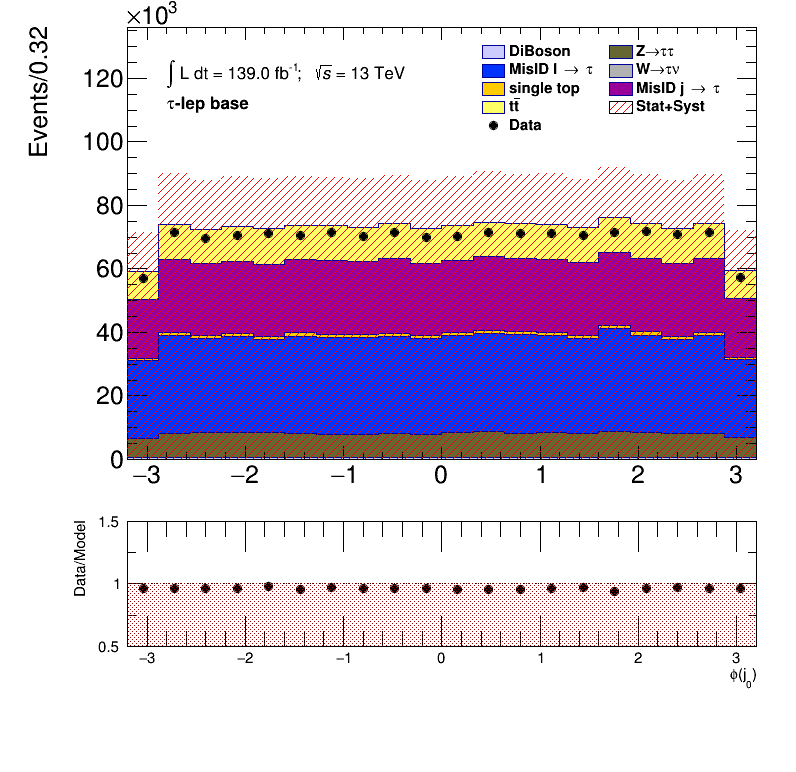 ×10³
Events/0.32
∫ L dt = 139.0 fb⁻¹; √s = 13 TeV
τ-lep base
DiBoson Z→ττ
MisID l → τ W→τν
single top MisID j → τ
tt̄ Stat+Syst
Data
120
100
80
60
40
20
0
−3 −2 −1 0 1 2 3
Data/Model
1.5
1
0.5
−3 −2 −1 0 1 2 3
ϕ(j₀)